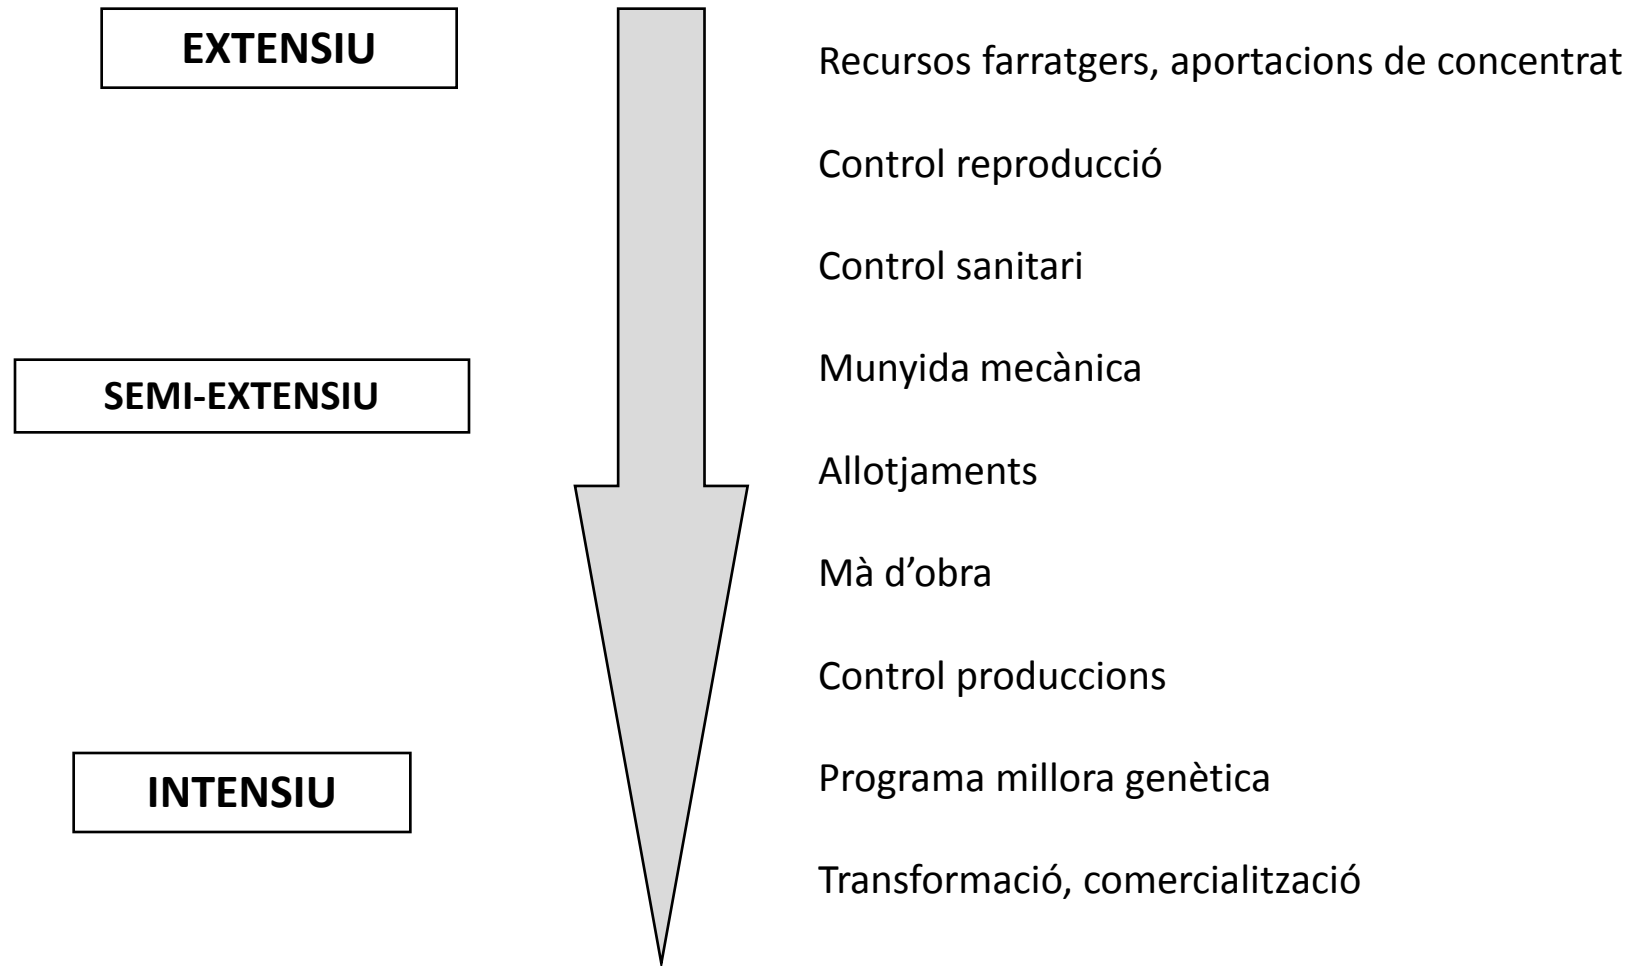 EXTENSIU
Recursos farratgers, aportacions de concentrat
Control reproducció
Control sanitari
Munyida mecànica
SEMI-EXTENSIU
Allotjaments
Mà d’obra
Control produccions
INTENSIU
Programa millora genètica
Transformació, comercialització